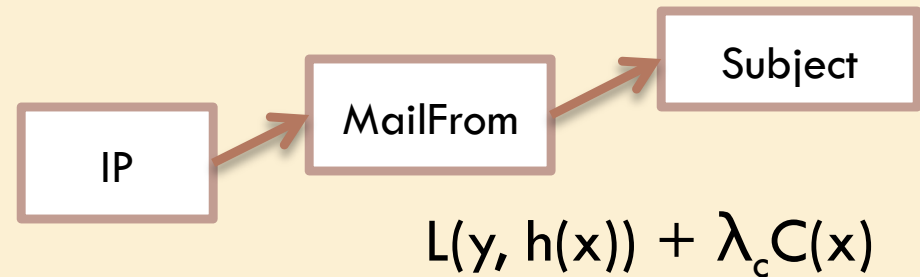 IP
MailFrom
Subject
L(y, h(x)) + λcC(x)